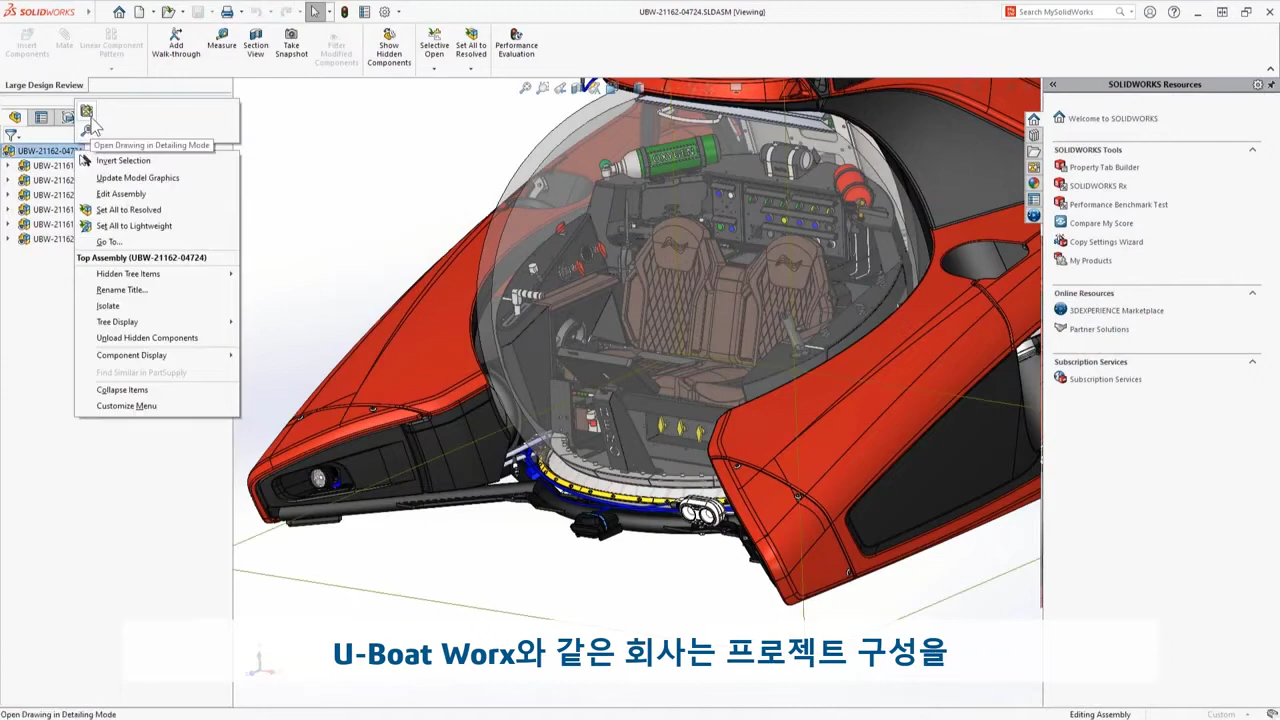 SOLIDWORKS
UBW-21162-04724.SLDASM [Viewing]
Search MySolidWorks
Insert Components
Mate
Linear Component Pattern
Add Walk-through
Measure
Section View
Take Snapshot
Filter Modified Components
Show Hidden Components
Selective Open
Set All to Resolved
Performance Evaluation
Large Design Review
Open Drawing in Detailing Mode
UBW-21162-0472
UBW-2116
UBW-2116
UBW-2116
UBW-2116
UBW-2116
UBW-2116
Invert Selection
Update Model Graphics
Edit Assembly
Set All to Resolved
Set All to Lightweight
Go To...
Top Assembly (UBW-21162-04724)
Hidden Tree Items
Rename Title...
Isolate
Tree Display
Unload Hidden Components
Component Display
Find Similar in PartSupply
Collapse Items
Customize Menu
OXYGEN
SOLIDWORKS Resources
Welcome to SOLIDWORKS
SOLIDWORKS Tools
Property Tab Builder
SOLIDWORKS Rx
Performance Benchmark Test
Compare My Score
Copy Settings Wizard
My Products
Online Resources
3DEXPERIENCE Marketplace
Partner Solutions
Subscription Services
Subscription Services
U-Boat Worx와 같은 회사는 프로젝트 구성을
Open Drawing in Detailing Mode
Editing Assembly
Custom